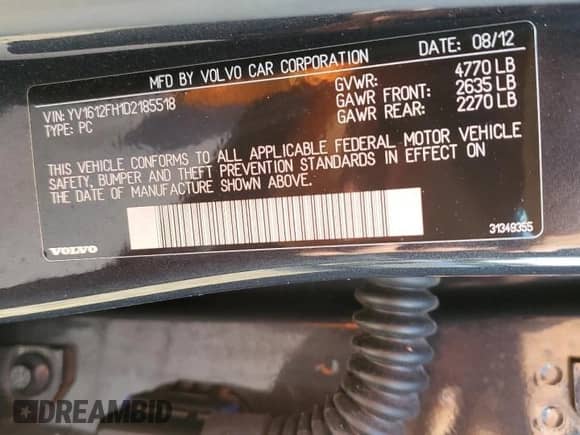 MFD BY VOLVO CAR CORPORATION DATE: 08/12
VIN: YV1612FH1D2185518 GVWR: 4770 LB
TYPE: PC GAWR FRONT: 2635 LB
GAWR REAR: 2270 LB
THIS VEHICLE CONFORMS TO ALL APPLICABLE FEDERAL MOTOR VEHICLE
SAFETY, BUMPER AND THEFT PREVENTION STANDARDS IN EFFECT ON
THE DATE OF MANUFACTURE SHOWN ABOVE.
VOLVO 31349355
DREAMBID